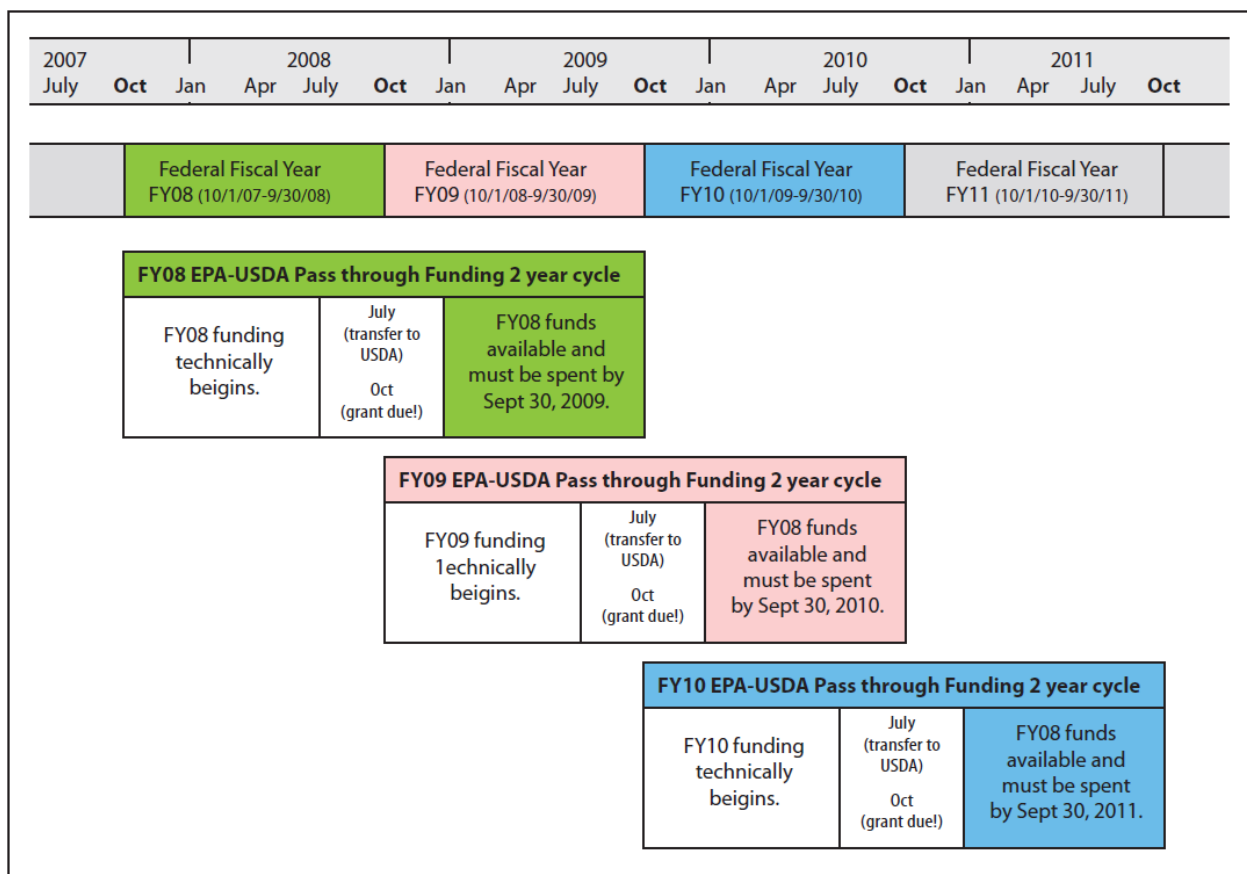 2007 2008 2009 2010 2011
July Oct Jan Apr July Oct Jan Apr July Oct Jan Apr July Oct Jan Apr July Oct
Federal Fiscal Year
FY08 (10/1/07-9/30/08)
Federal Fiscal Year
FY09 (10/1/08-9/30/09)
Federal Fiscal Year
FY10 (10/1/09-9/30/10)
Federal Fiscal Year
FY11 (10/1/10-9/30/11)
FY08 EPA-USDA Pass through Funding 2 year cycle
FY08 funding
technically
beigins.
July
(transfer to
USDA)
Oct
(grant due!)
FY08 funds
available and
must be spent by
Sept 30, 2009.
FY09 EPA-USDA Pass through Funding 2 year cycle
FY09 funding
1echnically
beigins.
July
(transfer to
USDA)
Oct
(grant due!)
FY08 funds
available and
must be spent
by Sept 30, 2010.
FY10 EPA-USDA Pass through Funding 2 year cycle
FY10 funding
technically
beigins.
July
(transfer to
USDA)
Oct
(grant due!)
FY08 funds
available and
must be spent
by Sept 30, 2011.